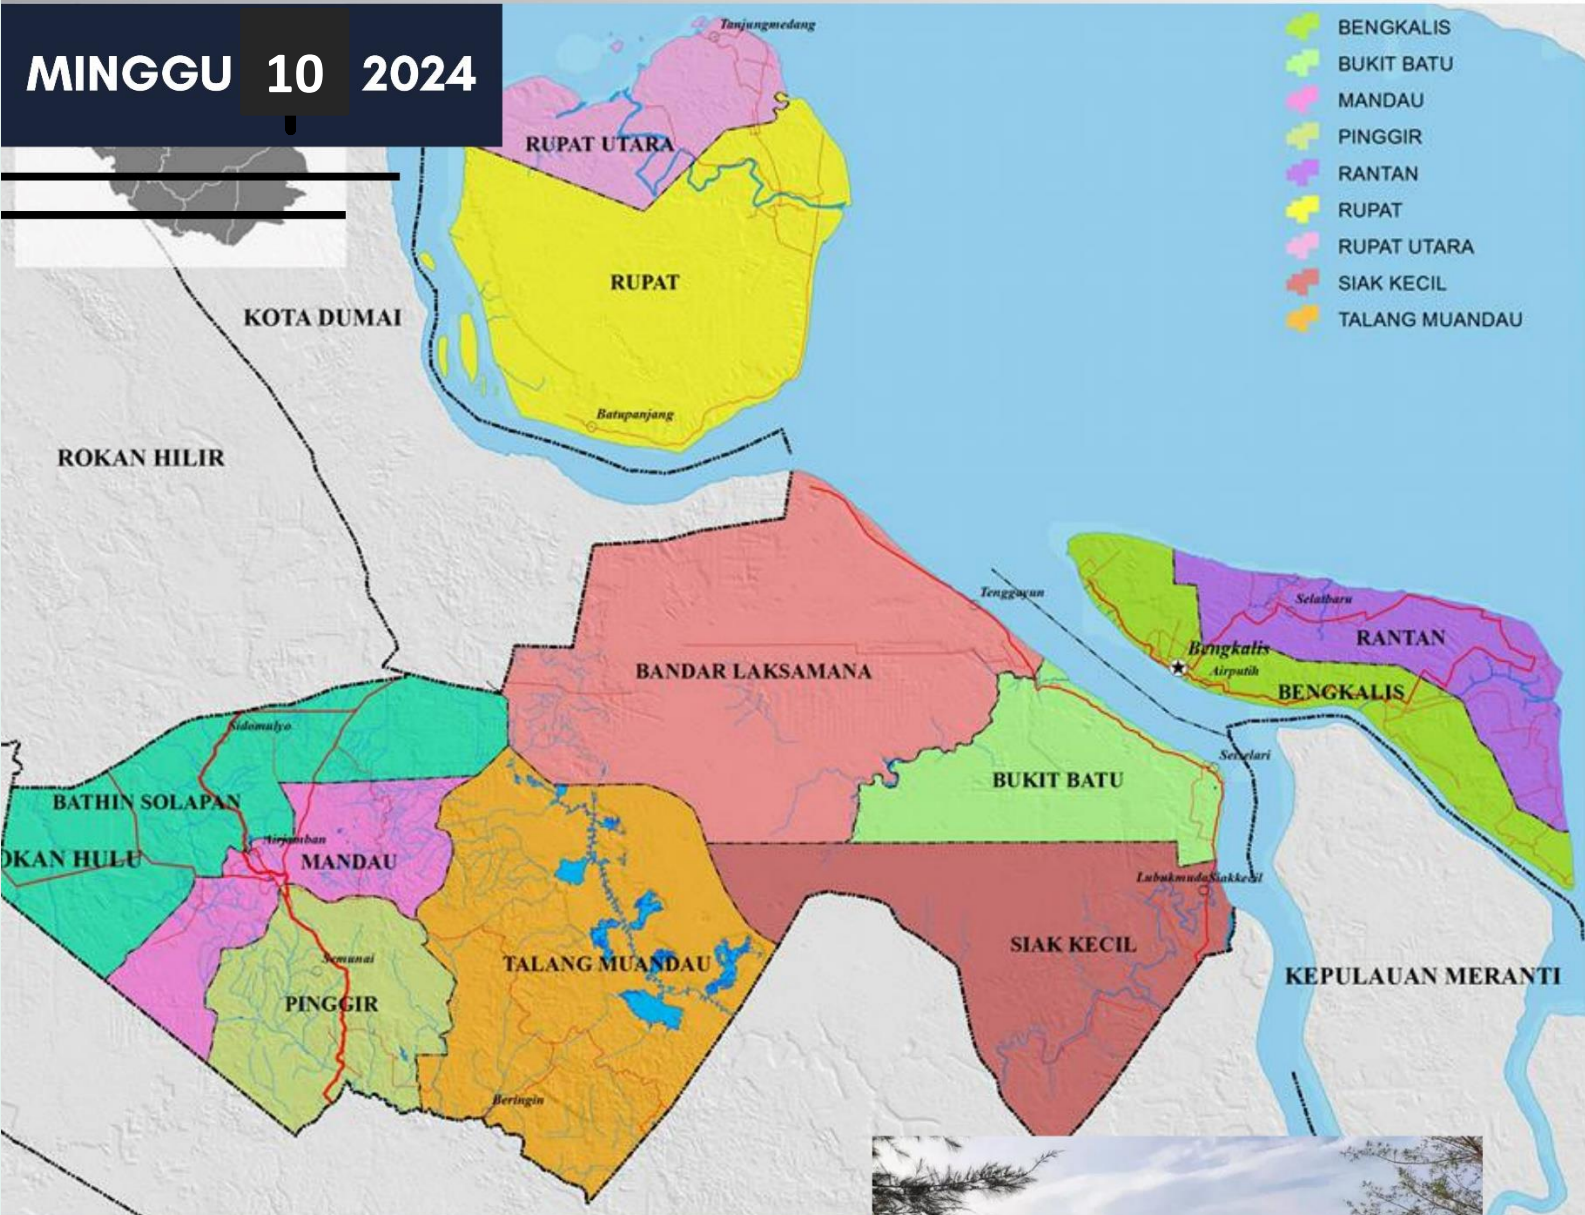 MINGGU 10 2024
Tanjungmedang
BENGKALIS
BUKIT BATU
MANDAU
PINGGIR
RANTAN
RUPAT
RUPAT UTARA
SIAK KECIL
TALANG MUANDAU
RUPAT UTARA
RUPAT
KOTA DUMAI
Batupanjang
ROKAN HILIR
Tenggayun
Selatbaru
RANTAN
Bengkalis
Airputih
BENGKALIS
BANDAR LAKSAMANA
Sidomulyo
Seiselari
BUKIT BATU
BATHIN SOLAPAN
Airjamban
MANDAU
OKAN HULU
LubukmudaSiakkecil
SIAK KECIL
Semunai
TALANG MUANDAU
KEPULAUAN MERANTI
PINGGIR
Beringin